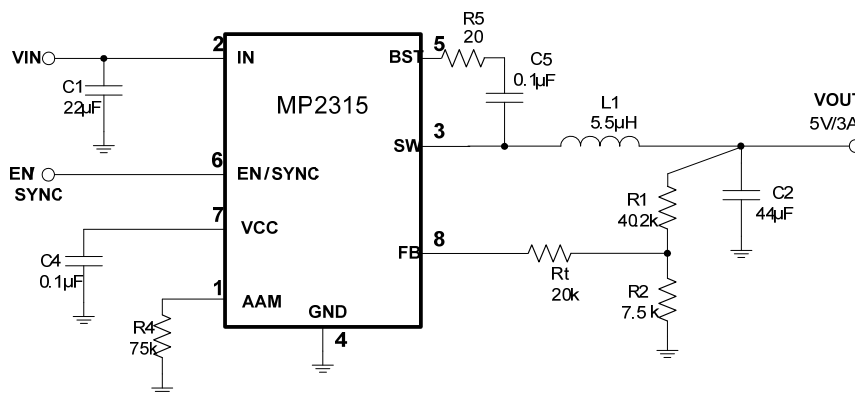 R5
20
C5
0.1µF
VIN
2
IN
5
BST
C1
22µF
MP2315
L1
5.5µH
VOUT
5V/3A
3
SW
EN
SYNC
6
EN/SYNC
R1
40.2k
C2
44µF
7
VCC
C4
0.1µF
8
FB
Rt
20k
R2
7.5k
1
AAM
R4
75k
GND
4